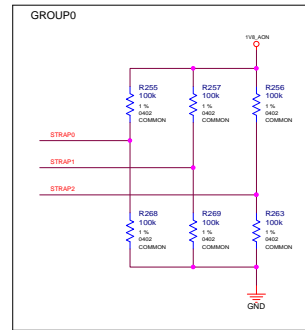 GROUP0
1V8_AON
R255
100k
1 %
0402
COMMON
R257
100k
1 %
0402
COMMON
R256
100k
1 %
0402
COMMON
STRAP0
STRAP1
STRAP2
R268
100k
1 %
0402
COMMON
R269
100k
1 %
0402
COMMON
R263
100k
1 %
0402
COMMON
GND